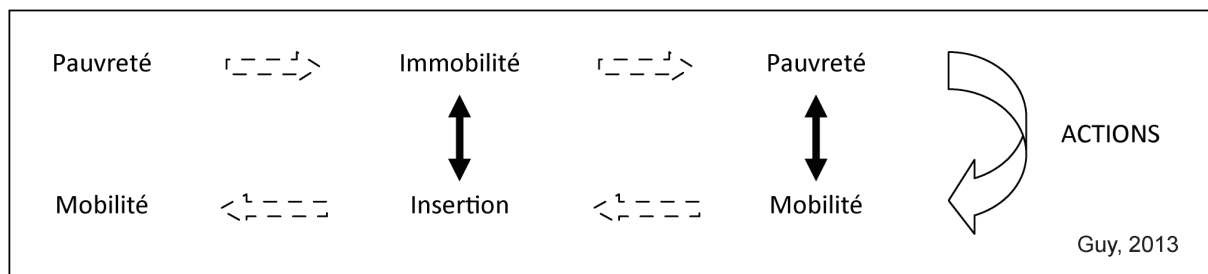 Pauvreté Immobilité Pauvreté
ACTIONS
Mobilité Insertion Mobilité
Guy, 2013